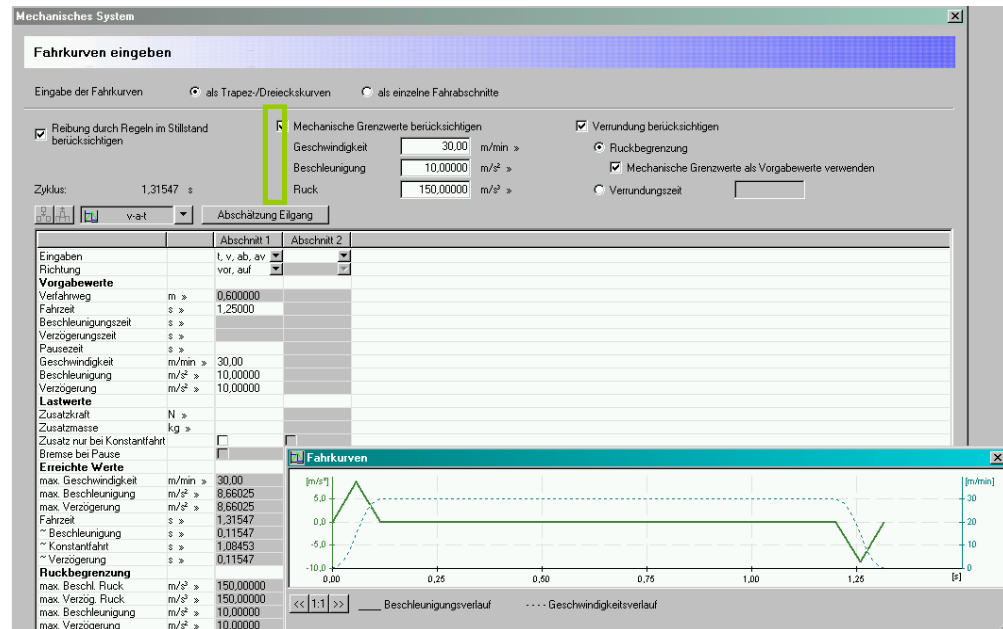 Mechanisches System
Fahrkurven eingeben
Eingabe der Fahrkurven als Trapez-/Dreieckskurven als einzelne Fahrabschnitte
Reibung durch Regeln im Stillstand
berücksichtigen
Mechanische Grenzwerte berücksichtigen
Geschwindigkeit 30,00 m/min »
Beschleunigung 10,00000 m/s² »
Ruck 150,00000 m/s³ »
Verrundung berücksichtigen
Ruckbegrenzung
Mechanische Grenzwerte als Vorgabewerte verwenden
Verrundungszeit
Zyklus: 1,31547 s
v-a-t Abschätzung Eilgang
Abschnitt 1 Abschnitt 2
Eingaben t, v, ab, av
Richtung vor, auf
Vorgabewerte
Verfahrweg m » 0,600000
Fahrzeit s » 1,25000
Beschleunigungszeit s »
Verzögerungszeit s »
Pausezeit s »
Geschwindigkeit m/min » 30,00
Beschleunigung m/s² » 10,00000
Verzögerung m/s² » 10,00000
Lastwerte
Zusatzkraft N »
Zusatzmasse kg »
Zusatz nur bei Konstantfahrt
Bremse bei Pause
Erreichte Werte
max. Geschwindigkeit m/min » 30,00
max. Beschleunigung m/s² » 8,66025
max. Verzögerung m/s² » 8,66025
Fahrzeit s » 1,31547
~ Beschleunigung s » 0,11547
~ Konstantfahrt s » 1,08453
~ Verzögerung s » 0,11547
Ruckbegrenzung
max. Beschl. Ruck m/s³ » 150,00000
max. Verzög. Ruck m/s³ » 150,00000
max. Beschleunigung m/s² » 10,00000
max. Verzögerung m/s² » 10,00000
Fahrkurven
[m/s²] [m/min]
5,0 30
0,0 20
-5,0 10
-10,0 0
0,00 0,25 0,50 0,75 1,00 1,25 [s]
<< 1:1 >> Beschleunigungsverlauf Geschwindigkeitsverlauf